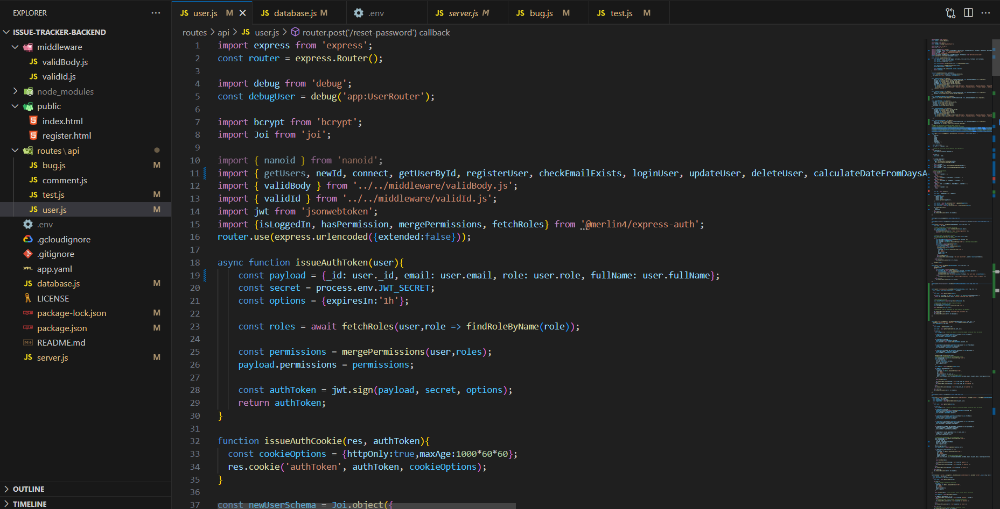 EXPLORER
ISSUE-TRACKER-BACKEND
middleware
JS validBody.js
JS validId.js
node_modules
public
index.html
register.html
routes\api
JS bug.js M
JS comment.js
JS test.js M
JS user.js M
.env
.gcloudignore
.gitignore
app.yaml
JS database.js M
LICENSE
package-lock.json M
package.json M
README.md
JS server.js M
OUTLINE
TIMELINE
JS user.js M
JS database.js M
.env
JS server.js M
JS bug.js M
JS test.js M
routes > api > JS user.js > router.post('/reset-password') callback
1 import express from 'express';
2 const router = express.Router();
3
4 import debug from 'debug';
5 const debugUser = debug('app:UserRouter');
6
7 import bcrypt from 'bcrypt';
8 import Joi from 'joi';
9
10 import { nanoid } from 'nanoid';
11 import { getUsers, newId, connect, getUserById, registerUser, checkEmailExists, loginUser, updateUser, deleteUser, calculateDateFromDaysA
12 import { validBody } from '../../middleware/validBody.js';
13 import { validId } from '../../middleware/validId.js';
14 import jwt from 'jsonwebtoken';
15 import {isLoggedIn, hasPermission, mergePermissions, fetchRoles} from '@merlin4/express-auth';
16 router.use(express.urlencoded({extended:false}));
17
18 async function issueAuthToken(user){
19 const payload = {_id: user._id, email: user.email, role: user.role, fullName: user.fullName};
20 const secret = process.env.JWT_SECRET;
21 const options = {expiresIn:'1h'};
22
23 const roles = await fetchRoles(user,role => findRoleByName(role));
24
25 const permissions = mergePermissions(user,roles);
26 payload.permissions = permissions;
27
28 const authToken = jwt.sign(payload, secret, options);
29 return authToken;
30 }
31
32 function issueAuthCookie(res, authToken){
33 const cookieOptions = {httpOnly:true,maxAge:1000*60*60};
34 res.cookie('authToken', authToken, cookieOptions);
35 }
36
37 const newUserSchema = Joi.object({